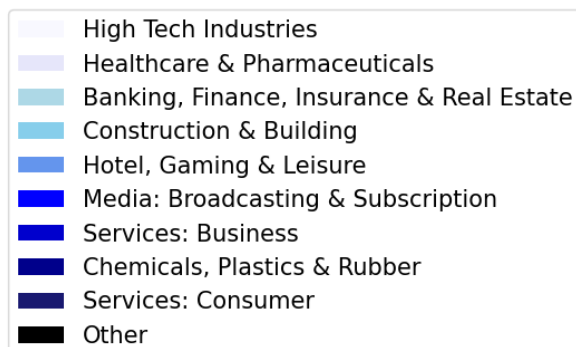 High Tech Industries
Healthcare & Pharmaceuticals
Banking, Finance, Insurance & Real Estate
Construction & Building
Hotel, Gaming & Leisure
Media: Broadcasting & Subscription
Services: Business
Chemicals, Plastics & Rubber
Services: Consumer
Other